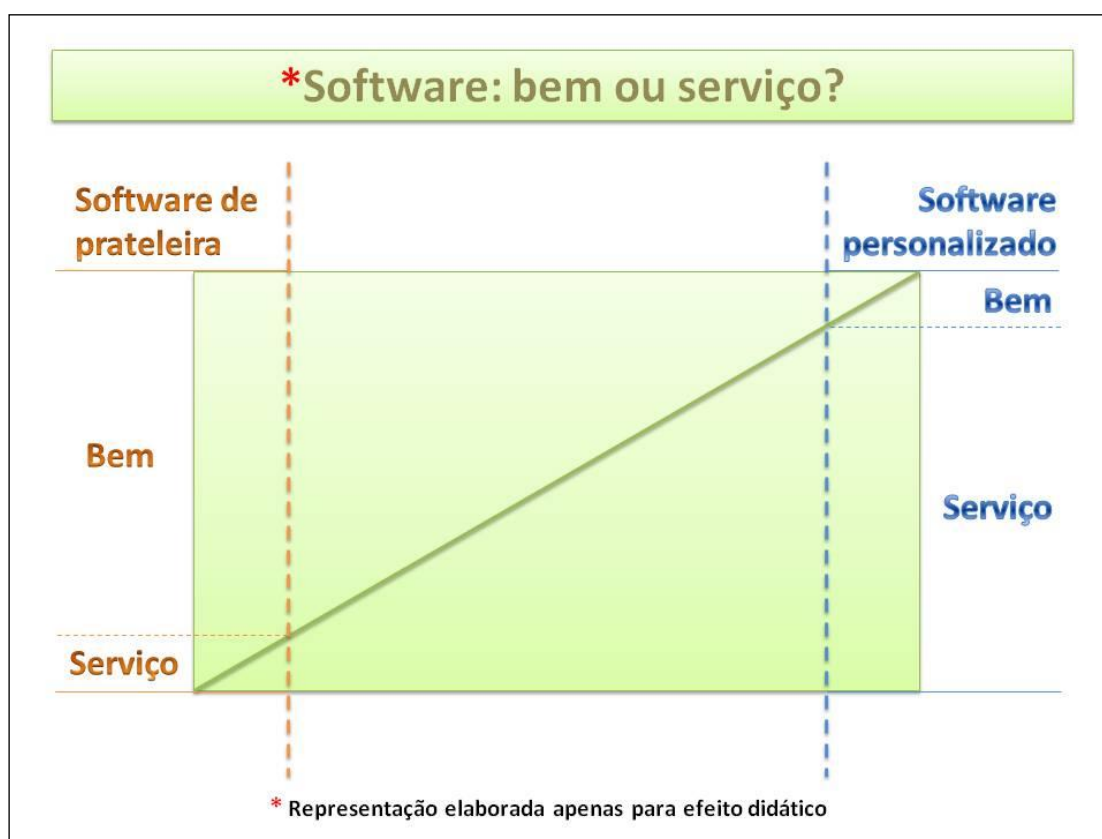 *Software: bem ou serviço?
Software de
prateleira
Software
personalizado
Bem
Bem
Serviço
Serviço
* Representação elaborada apenas para efeito didático